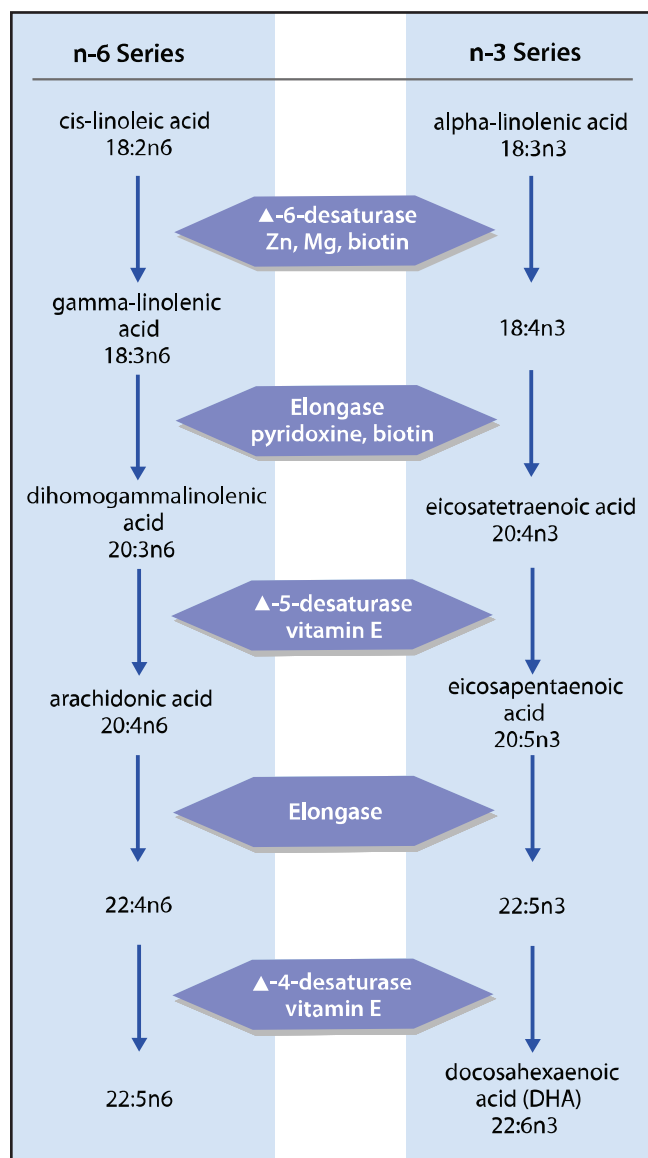 n-6 Series
n-3 Series
cis-linoleic acid
18:2n6
alpha-linolenic acid
18:3n3
▲-6-desaturase
Zn, Mg, biotin
gamma-linolenic
acid
18:3n6
18:4n3
Elongase
pyridoxine, biotin
dihomogammalinolenic
acid
20:3n6
eicosatetraenoic acid
20:4n3
▲-5-desaturase
vitamin E
arachidonic acid
20:4n6
eicosapentaenoic
acid
20:5n3
Elongase
22:4n6
22:5n3
▲-4-desaturase
vitamin E
22:5n6
docosahexaenoic
acid (DHA)
22:6n3